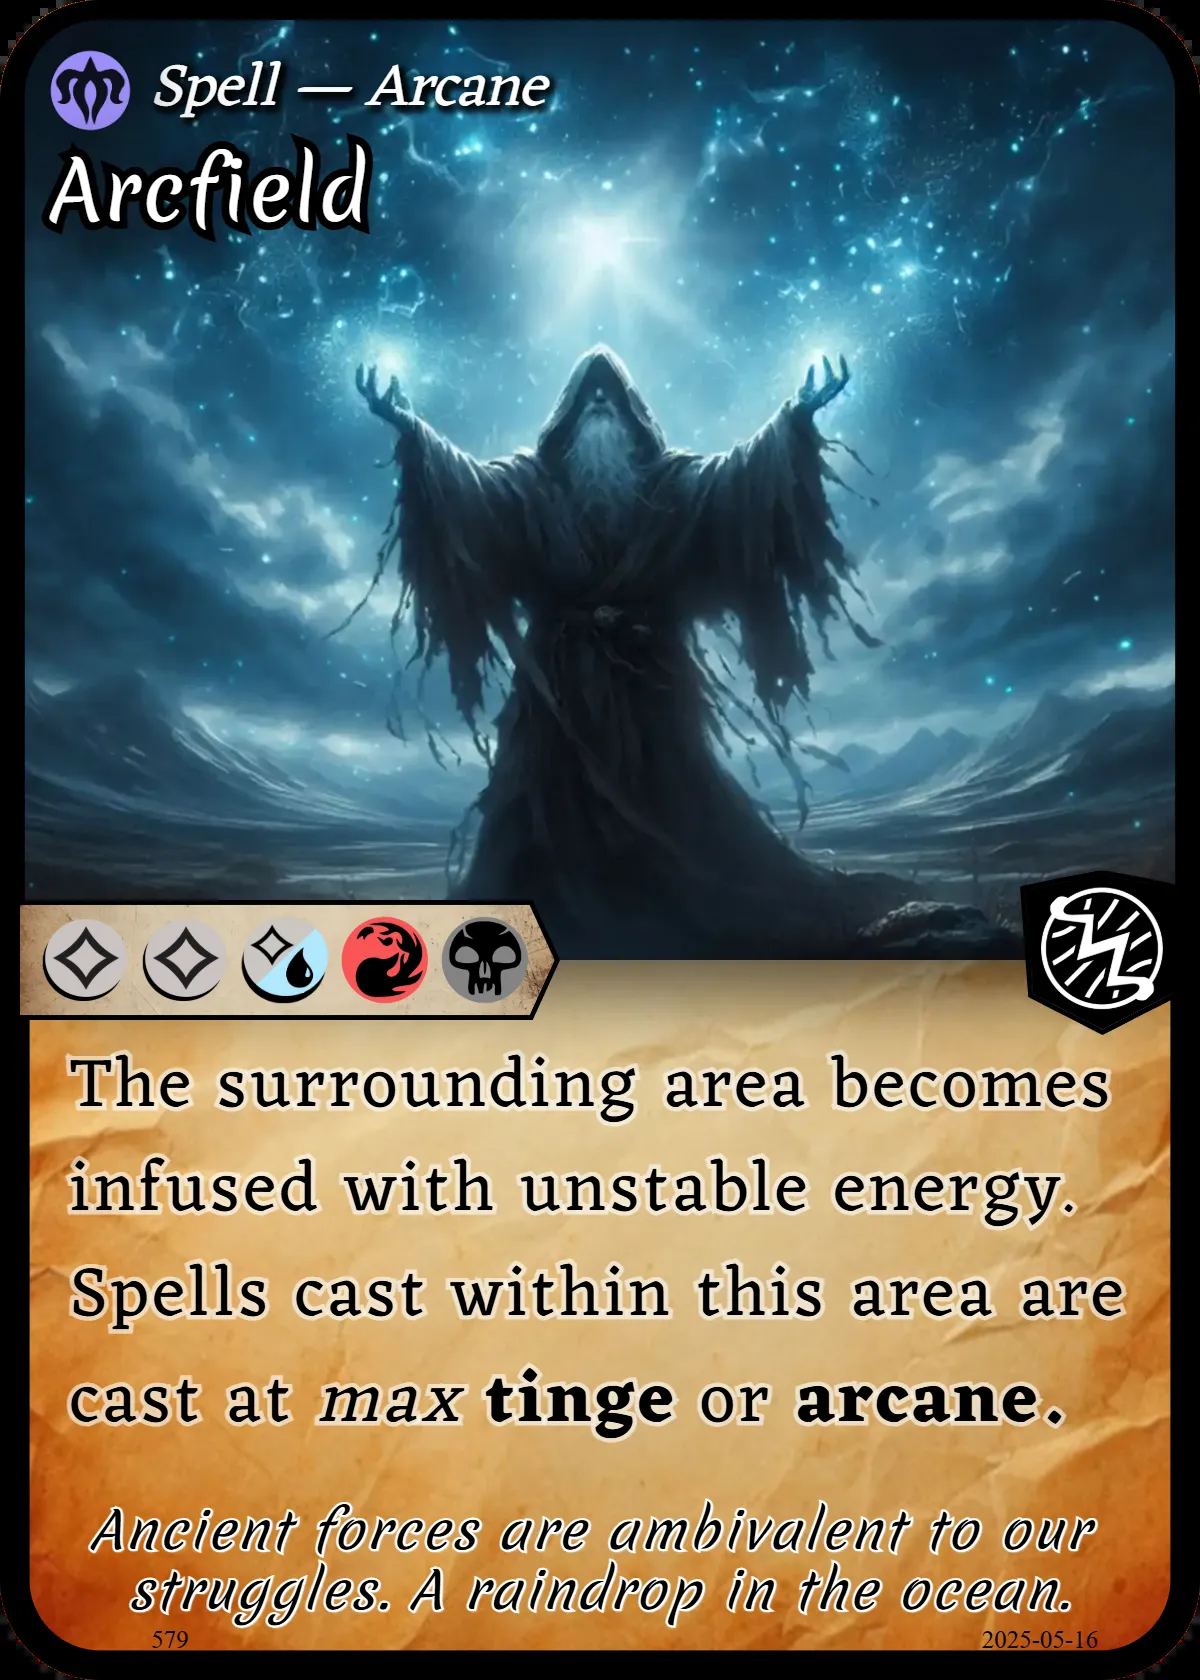 Spell — Arcane
Arcfield
The surrounding area becomes
infused with unstable energy.
Spells cast within this area are
cast at max tinge or arcane.
Ancient forces are ambivalent to our
struggles. A raindrop in the ocean.
579
2025-05-16